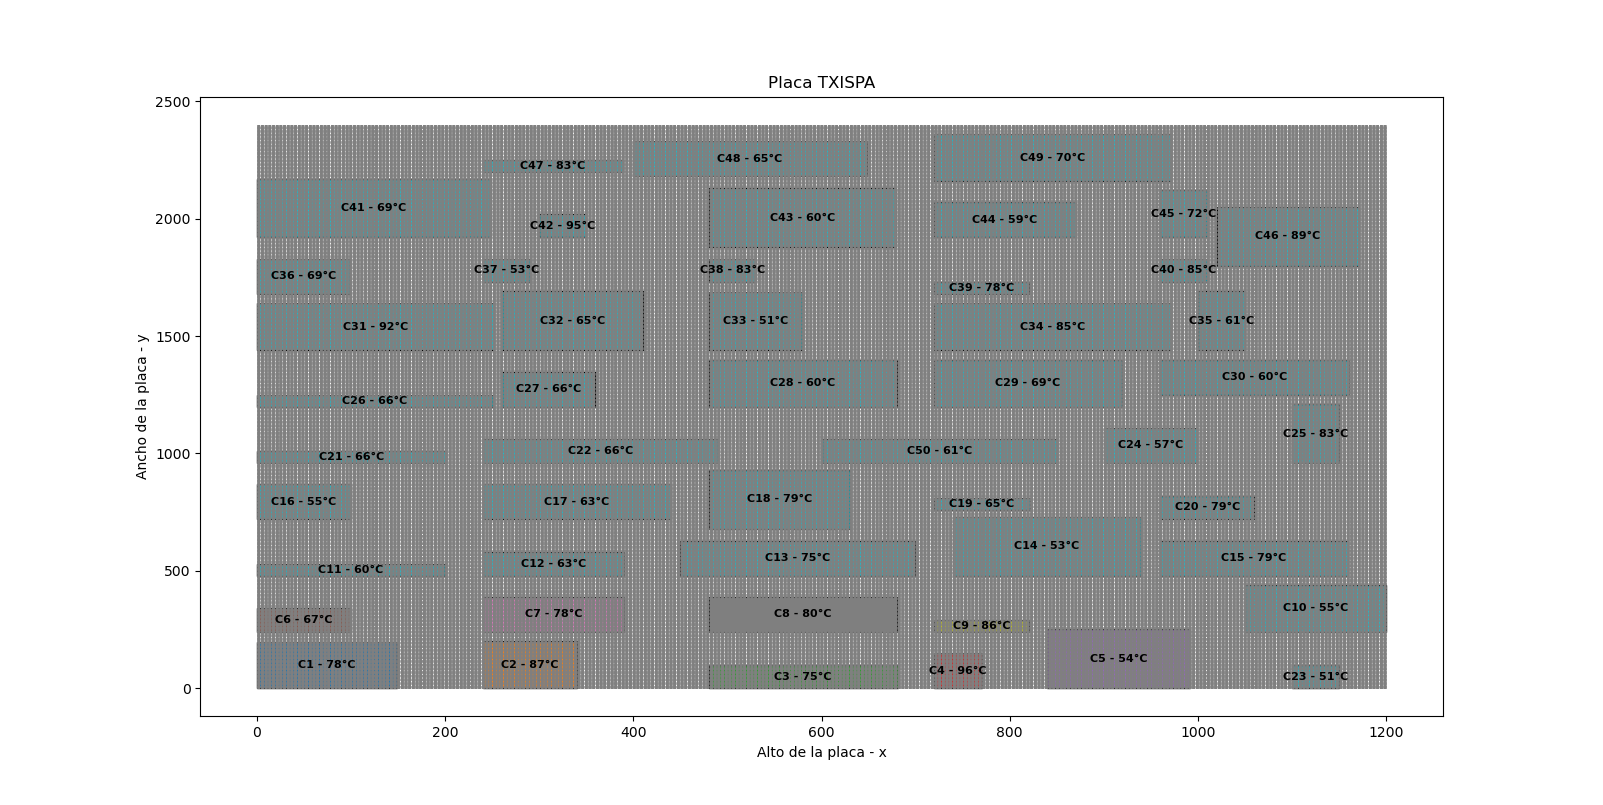 Placa TXISPA
2500
2000
1500
1000
500
0
Ancho de la placa - y
C47 - 83°C
C48 - 65°C
C49 - 70°C
C41 - 69°C
C42 - 95°C
C43 - 60°C
C44 - 59°C
C45 - 72°C
C46 - 89°C
C36 - 69°C
C37 - 53°C
C38 - 83°C
C39 - 78°C
C40 - 85°C
C31 - 92°C
C32 - 65°C
C33 - 51°C
C34 - 85°C
C35 - 61°C
C26 - 66°C
C27 - 66°C
C28 - 60°C
C29 - 69°C
C30 - 60°C
C21 - 66°C
C22 - 66°C
C50 - 61°C
C24 - 57°C
C25 - 83°C
C16 - 55°C
C17 - 63°C
C18 - 79°C
C19 - 65°C
C20 - 79°C
C11 - 60°C
C12 - 63°C
C13 - 75°C
C14 - 53°C
C15 - 79°C
C6 - 67°C
C7 - 78°C
C8 - 80°C
C9 - 86°C
C10 - 55°C
C1 - 78°C
C2 - 87°C
C3 - 75°C
C4 - 96°C
C5 - 54°C
C23 - 51°C
0
200
400
600
800
1000
1200
Alto de la placa - x